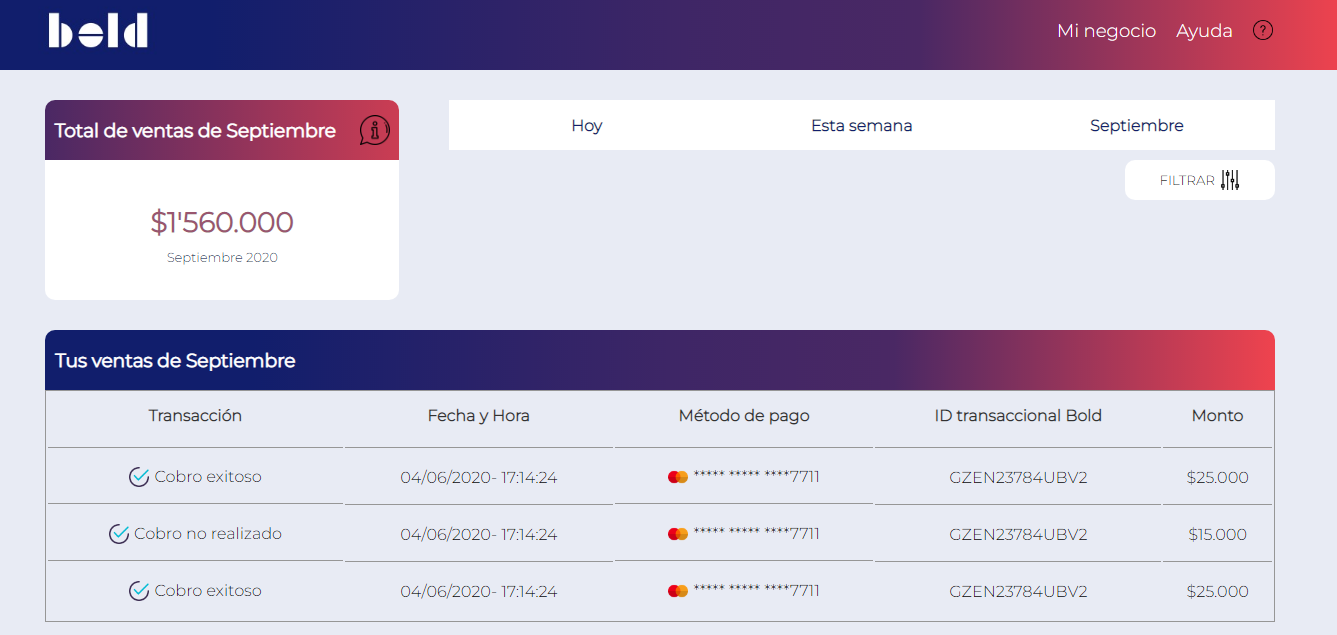 bold
Mi negocio Ayuda ?
Total de ventas de Septiembre i
Hoy Esta semana Septiembre
FILTRAR
$1'560.000
Septiembre 2020
Tus ventas de Septiembre
Transacción Fecha y Hora Método de pago ID transaccional Bold Monto
Cobro exitoso 04/06/2020- 17:14:24 ***** ***** ****7711 GZEN23784UBV2 $25.000
Cobro no realizado 04/06/2020- 17:14:24 ***** ***** ****7711 GZEN23784UBV2 $15.000
Cobro exitoso 04/06/2020- 17:14:24 ***** ***** ****7711 GZEN23784UBV2 $25.000